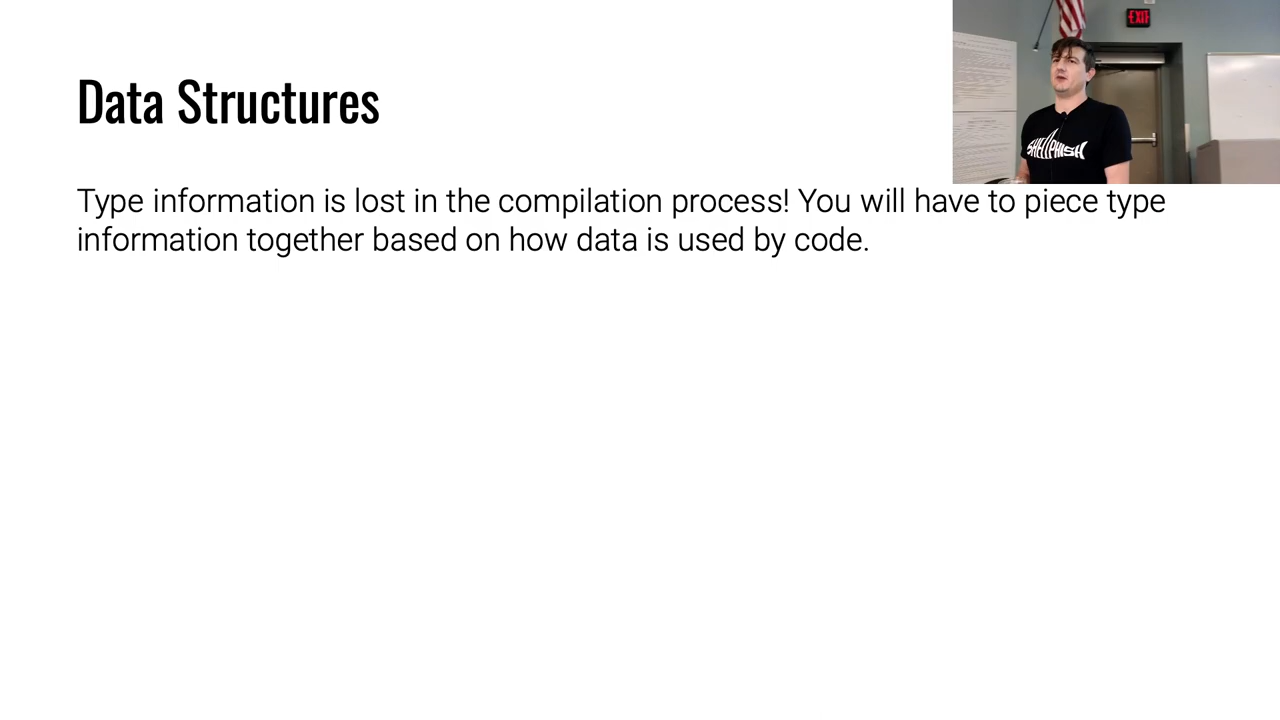 EXIT
Data Structures
SHELLPHISH
Type information is lost in the compilation process! You will have to piece type
information together based on how data is used by code.